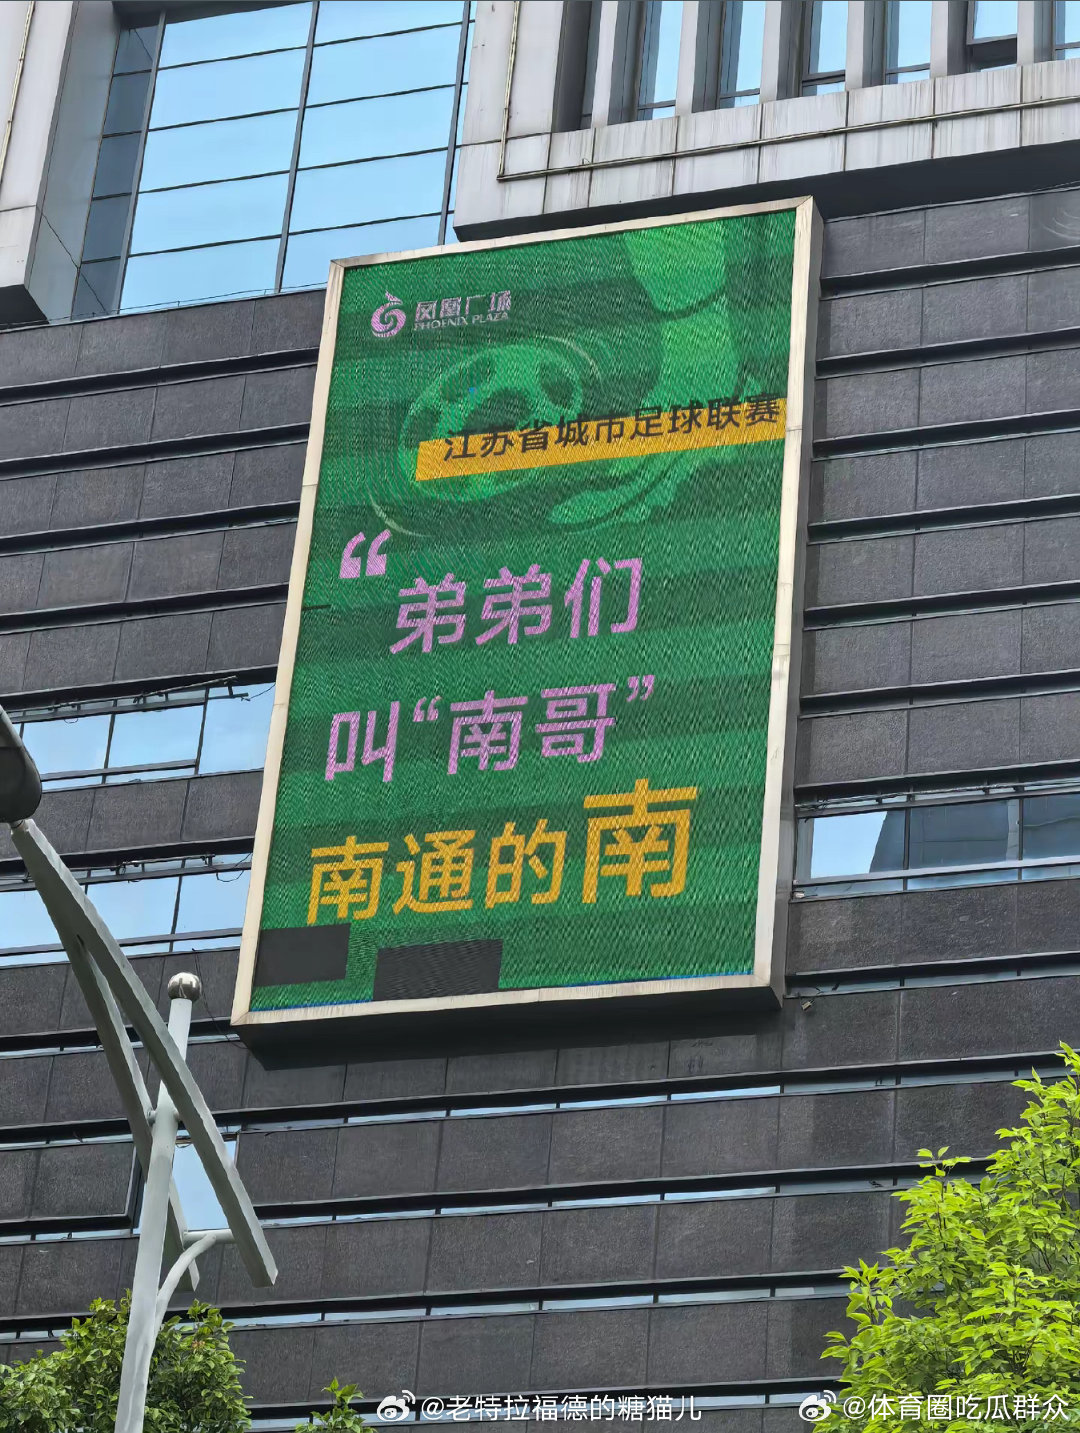 凤凰广场
PHOENIX PLAZA
江苏省城市足球联赛
“弟弟们
叫“南哥”
南通的南
@老特拉福德的糖猫儿
@体育圈吃瓜群众